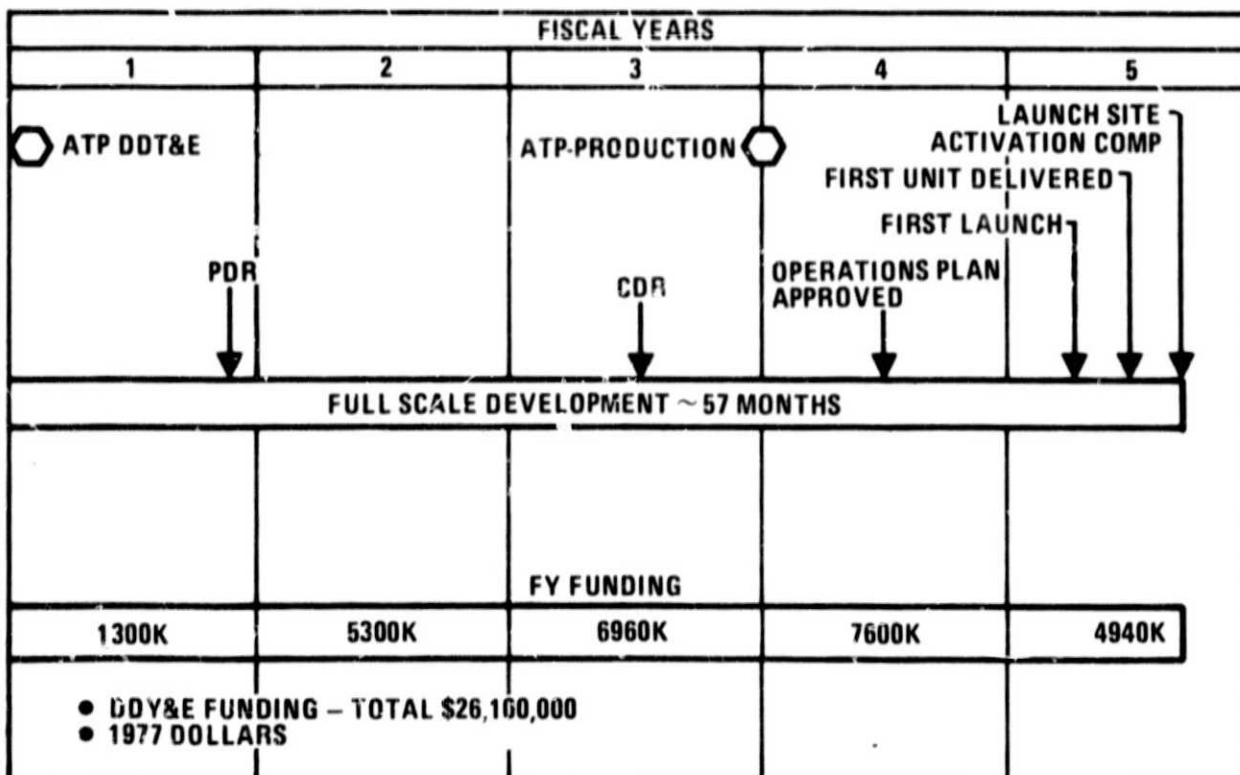 FISCAL YEARS
1 2 3 4 5
ATP DDT&E
ATP-PRODUCTION
LAUNCH SITE
ACTIVATION COMP
FIRST UNIT DELIVERED
FIRST LAUNCH
PDR
CDR
OPERATIONS PLAN
APPROVED
FULL SCALE DEVELOPMENT ~ 57 MONTHS
FY FUNDING
1300K 5300K 6960K 7600K 4940K
● DDY&E FUNDING – TOTAL $26,100,000
● 1977 DOLLARS